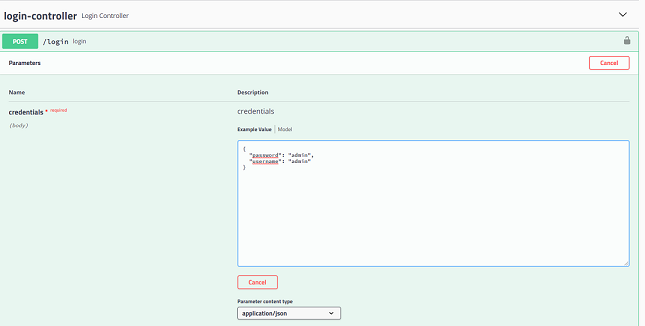 login-controller Login Controller
POST /login login
Parameters Cancel
Name Description
credentials * required credentials
(body)
Example Value | Model
{
"password": "admin",
"username": "admin"
}
Cancel
Parameter content type
application/json